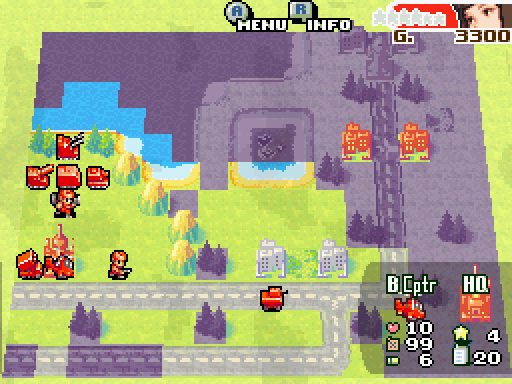 A R
MENU INFO
G. 3300
B Cptr HQ
10
99 4
6 20